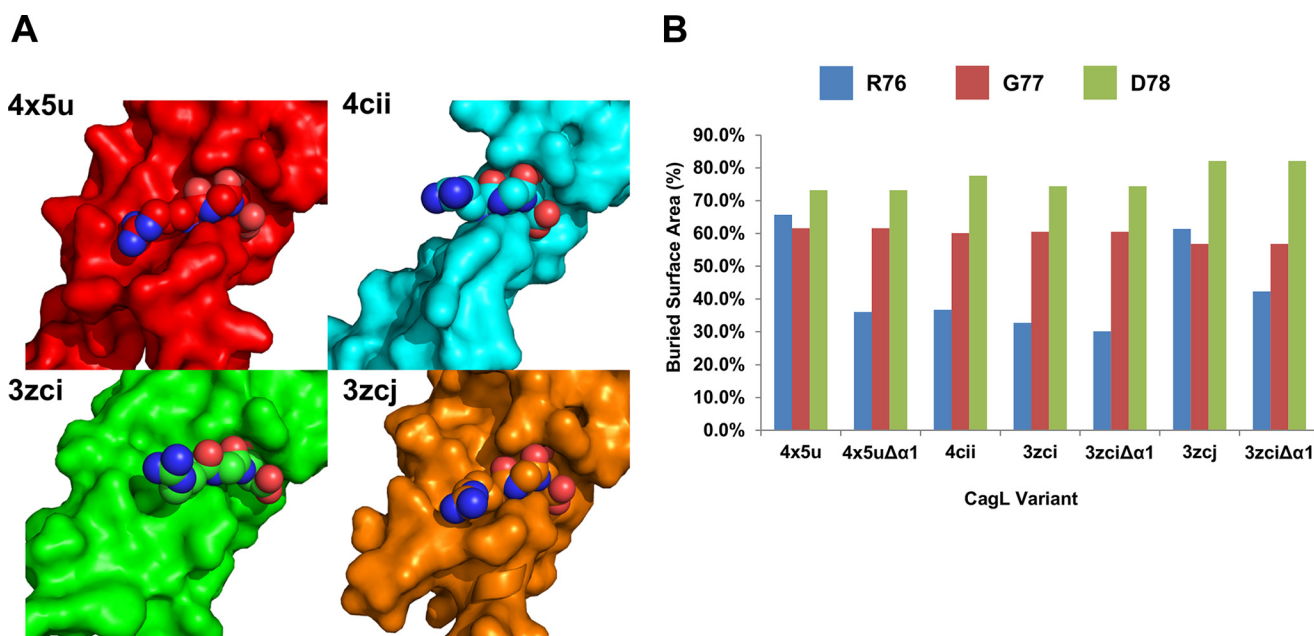 A
B
4x5u
4cii
3zci
3zcj
R76 G77 D78
Buried Surface Area (%)
90.0%
80.0%
70.0%
60.0%
50.0%
40.0%
30.0%
20.0%
10.0%
0.0%
4x5u 4x5uΔα1 4cii 3zci 3zciΔα1 3zcj 3zciΔα1
CagL Variant